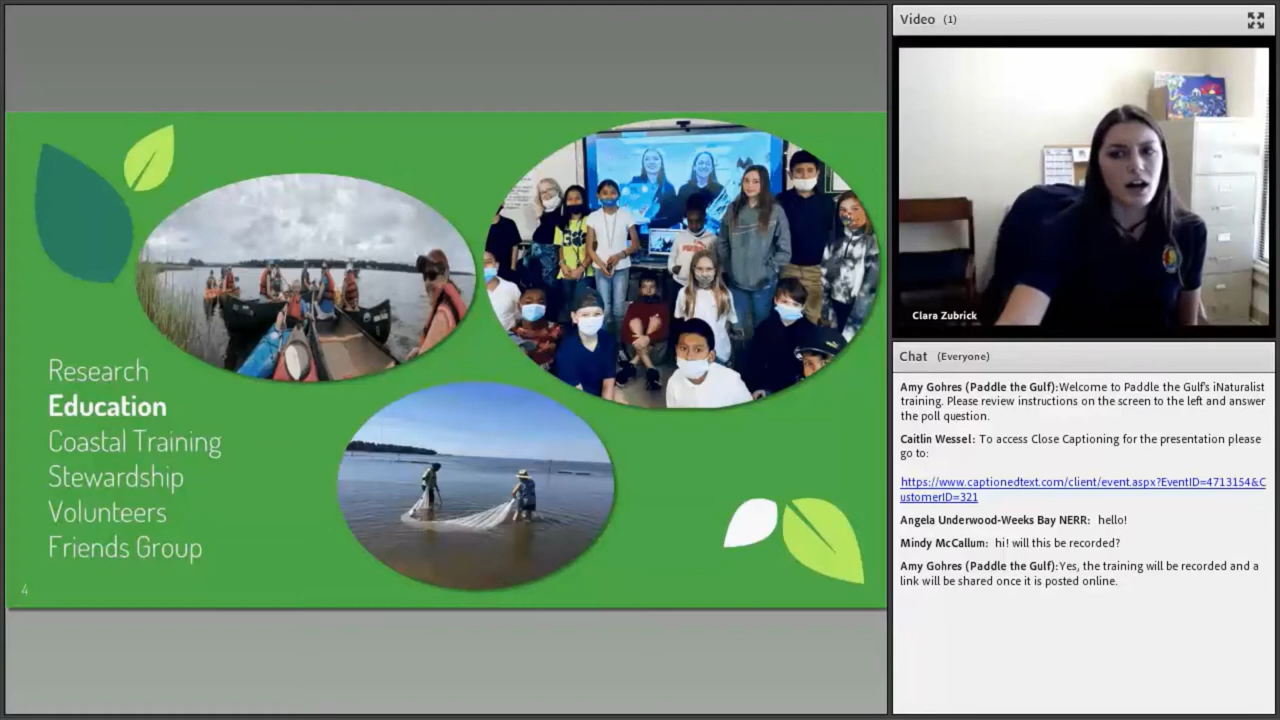 Research
Education
Coastal Training
Stewardship
Volunteers
Friends Group
4
Video (1)
Clara Zubrick
Chat (Everyone)
Amy Gohres (Paddle the Gulf):Welcome to Paddle the Gulf's iNaturalist
training. Please review instructions on the screen to the left and answer
the poll question.
Caitlin Wessel: To access Close Captioning for the presentation please
go to:
https://www.captionedtext.com/client/event.aspx?EventID=4713154&C
ustomerID=321
Angela Underwood-Weeks Bay NERR: hello!
Mindy McCallum: hi! will this be recorded?
Amy Gohres (Paddle the Gulf):Yes, the training will be recorded and a
link will be shared once it is posted online.